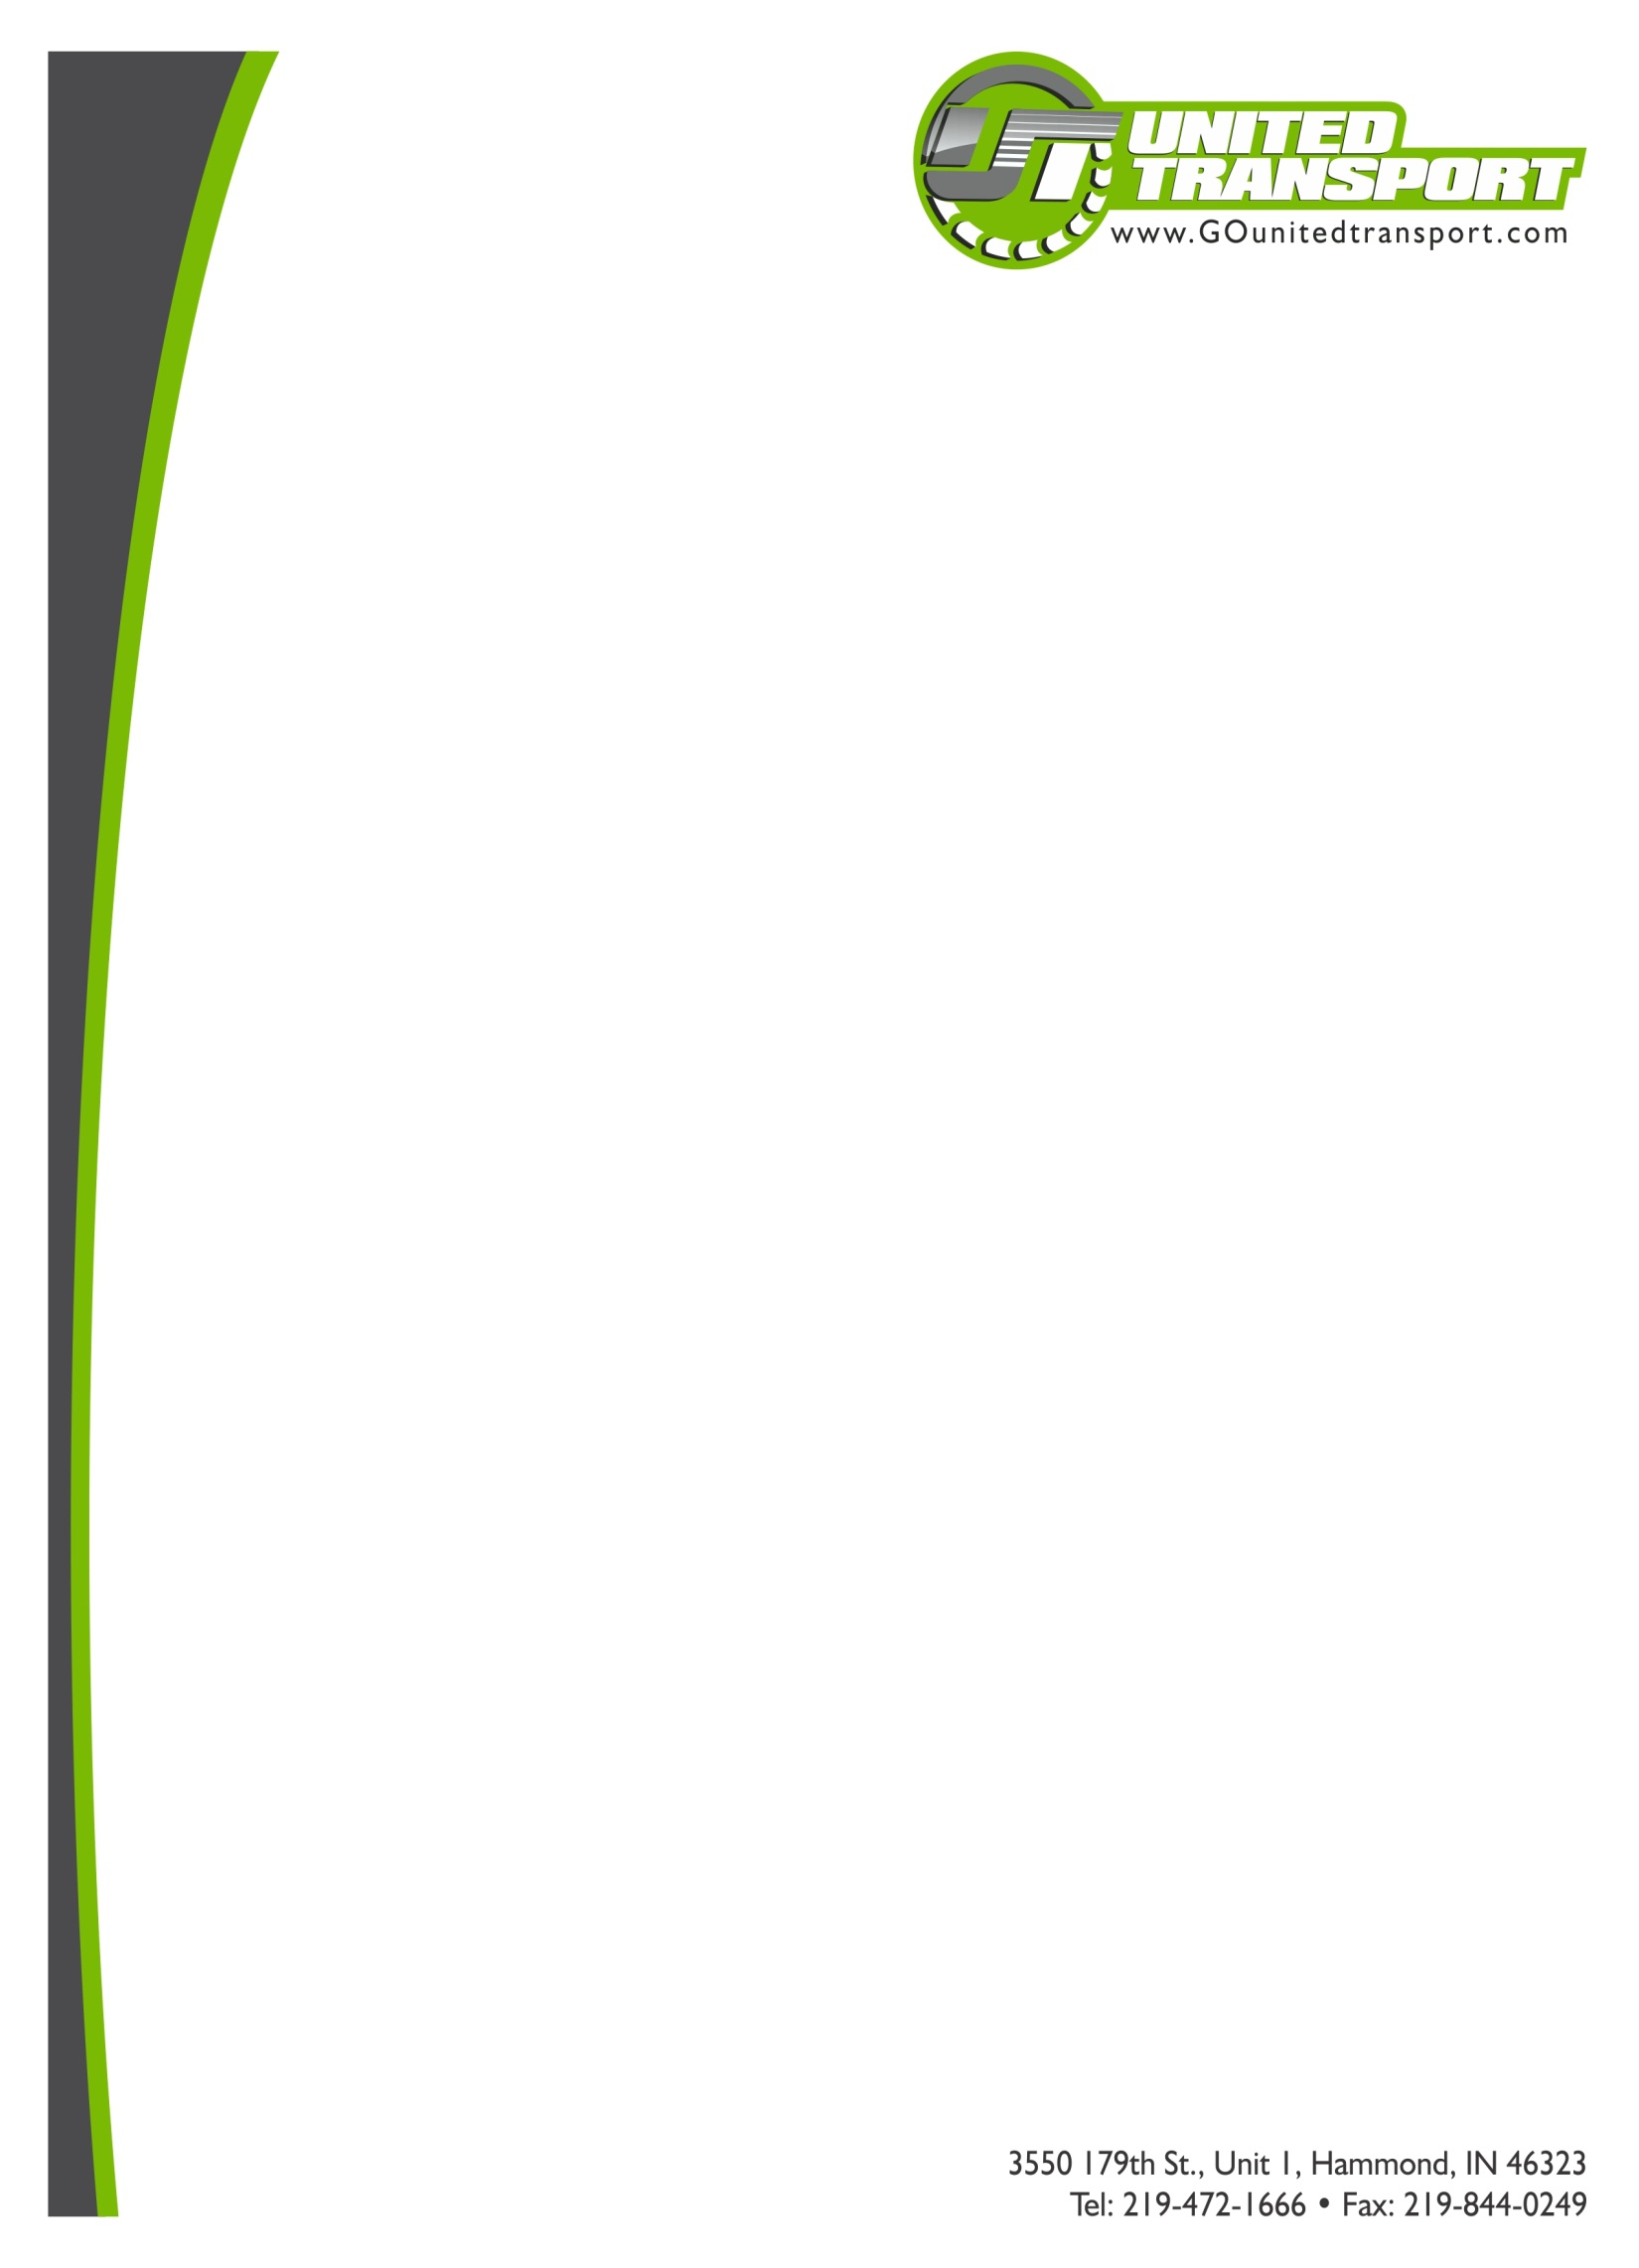 UNITED
TRANSPORT
www.GOunitedtransport.com
3550 179th St., Unit 1, Hammond, IN 46323
Tel: 219-472-1666 • Fax: 219-844-0249